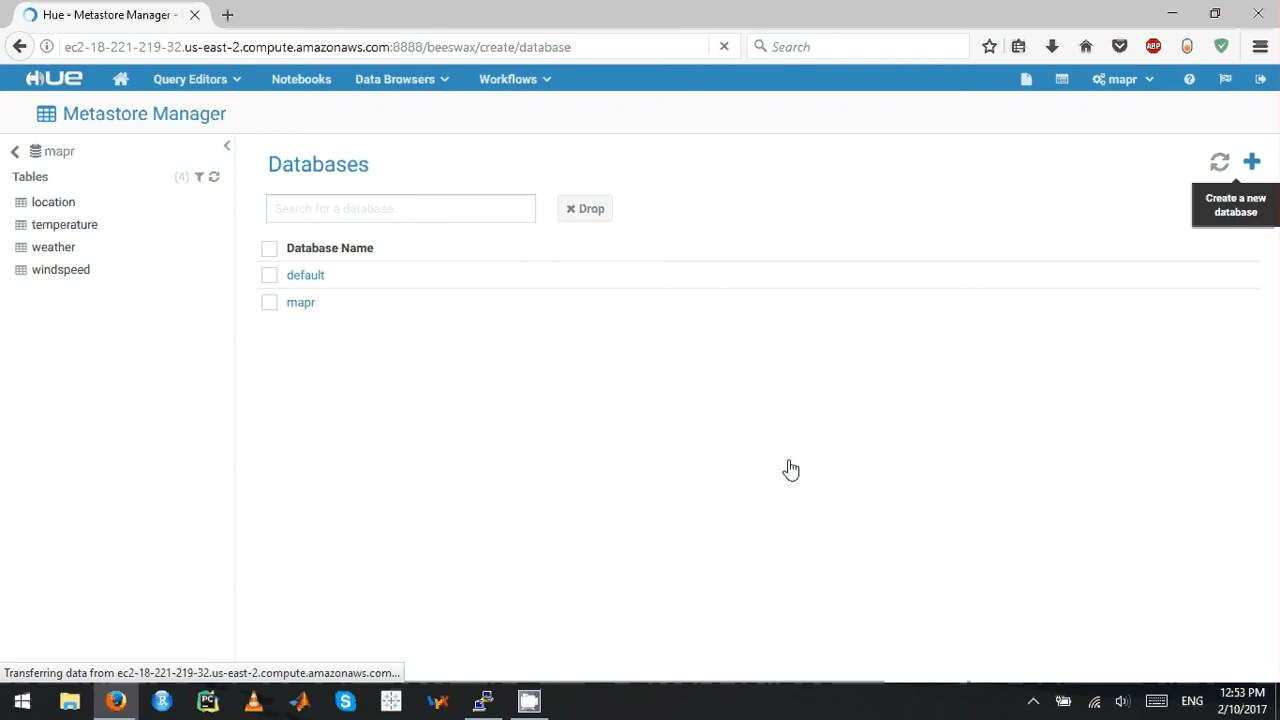 Hue - Metastore Manager -
ec2-18-221-219-32.us-east-2.compute.amazonaws.com:8888/beeswax/create/database
Search
ABP
HUE
Query Editors
Notebooks
Data Browsers
Workflows
mapr
Metastore Manager
mapr
Tables
(4)
location
temperature
weather
windspeed
Databases
Search for a database...
Drop
Create a new
database
Database Name
default
mapr
Transferring data from ec2-18-221-219-32.us-east-2.compute.amazonaws.com...
R
PC
ENG
12:53 PM
2/10/2017